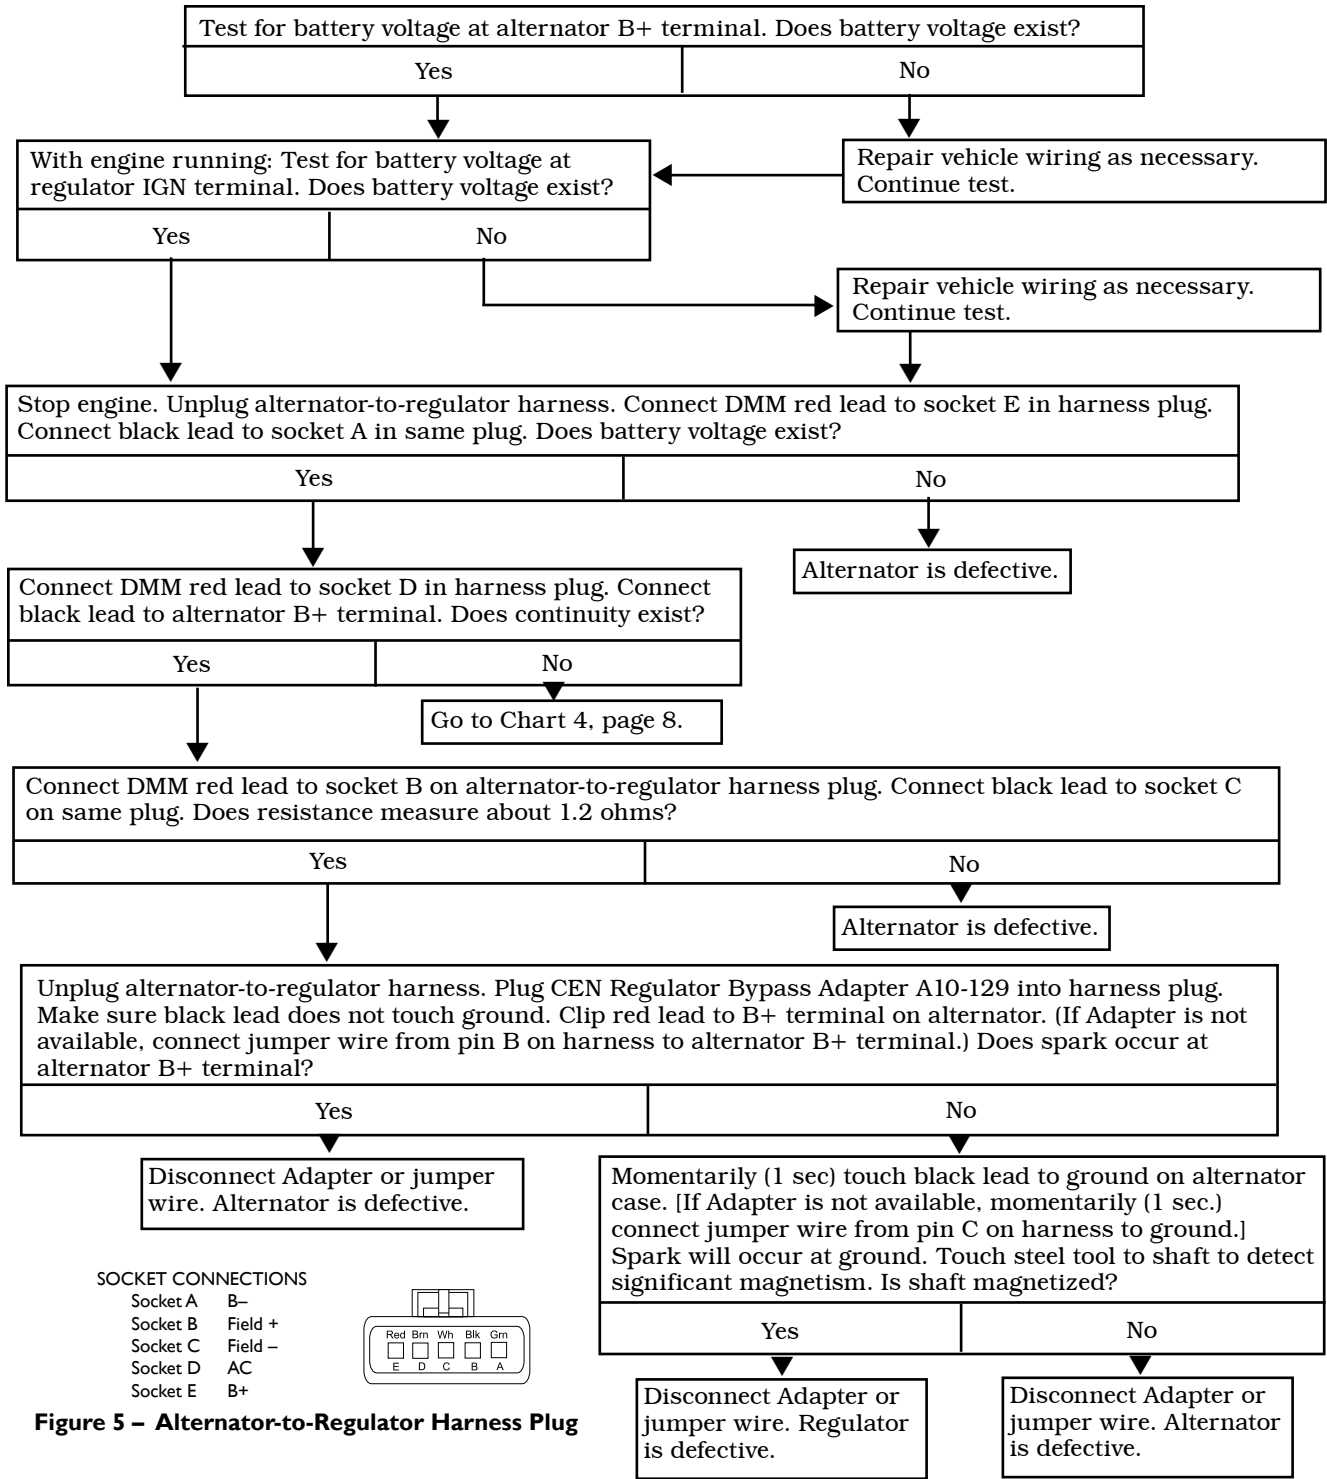 Test for battery voltage at alternator B+ terminal. Does battery voltage exist?
Yes
No
With engine running: Test for battery voltage at
regulator IGN terminal. Does battery voltage exist?
Yes
No
Repair vehicle wiring as necessary.
Continue test.
Repair vehicle wiring as necessary.
Continue test.
Stop engine. Unplug alternator-to-regulator harness. Connect DMM red lead to socket E in harness plug.
Connect black lead to socket A in same plug. Does battery voltage exist?
Yes
No
Alternator is defective.
Connect DMM red lead to socket D in harness plug. Connect
black lead to alternator B+ terminal. Does continuity exist?
Yes
No
Go to Chart 4, page 8.
Connect DMM red lead to socket B on alternator-to-regulator harness plug. Connect black lead to socket C
on same plug. Does resistance measure about 1.2 ohms?
Yes
No
Alternator is defective.
Unplug alternator-to-regulator harness. Plug CEN Regulator Bypass Adapter A10-129 into harness plug.
Make sure black lead does not touch ground. Clip red lead to B+ terminal on alternator. (If Adapter is not
available, connect jumper wire from pin B on harness to alternator B+ terminal.) Does spark occur at
alternator B+ terminal?
Yes
No
Disconnect Adapter or jumper
wire. Alternator is defective.
Momentarily (1 sec) touch black lead to ground on alternator
case. [If Adapter is not available, momentarily (1 sec.)
connect jumper wire from pin C on harness to ground.]
Spark will occur at ground. Touch steel tool to shaft to detect
significant magnetism. Is shaft magnetized?
Yes
No
Disconnect Adapter or
jumper wire. Regulator
is defective.
Disconnect Adapter or
jumper wire. Alternator
is defective.
SOCKET CONNECTIONS
Socket A B–
Socket B Field +
Socket C Field –
Socket D AC
Socket E B+
Red Brn Wh Blk Grn
E D C B A
Figure 5 – Alternator-to-Regulator Harness Plug